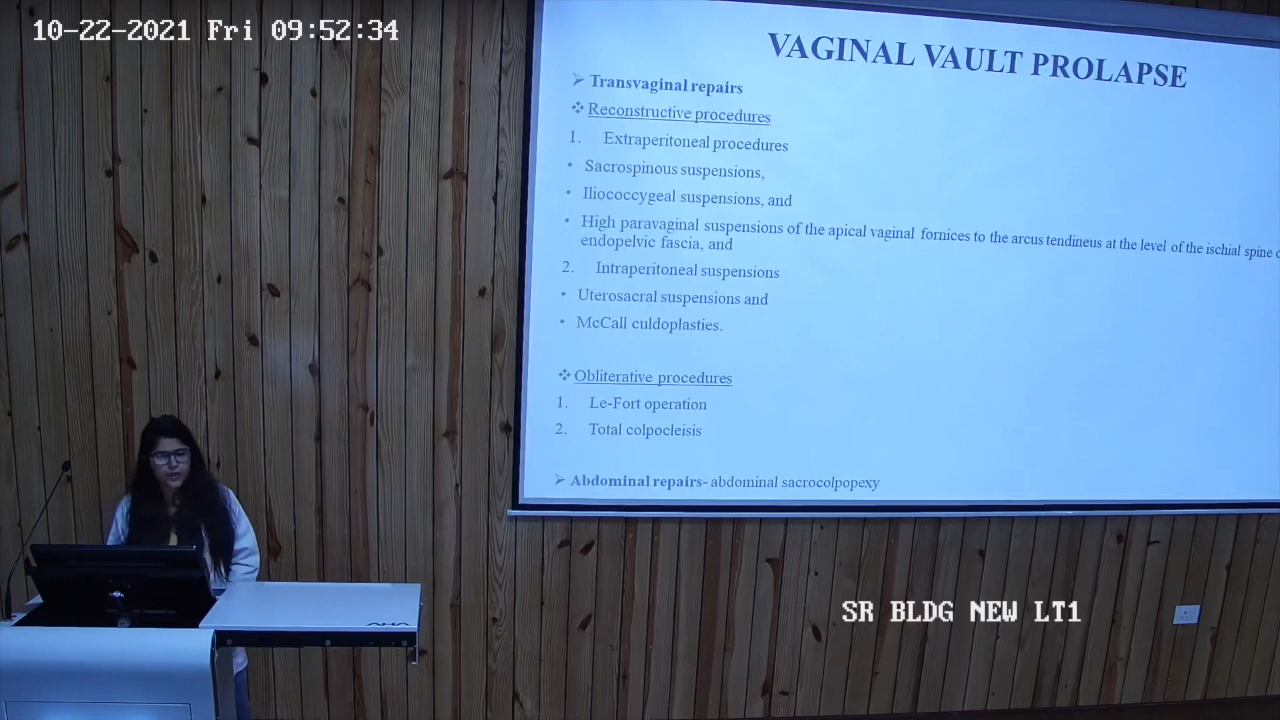 10-22-2021 Fri 09:52:34
VAGINAL VAULT PROLAPSE
➢ Transvaginal repairs
❖ Reconstructive procedures
1. Extraperitoneal procedures
• Sacrospinous suspensions,
• Iliococcygeal suspensions, and
• High paravaginal suspensions of the apical vaginal fornices to the arcus tendineus at the level of the ischial spine
endopelvic fascia, and
2. Intraperitoneal suspensions
• Uterosacral suspensions and
• McCall culdoplasties.
❖ Obliterative procedures
1. Le-Fort operation
2. Total colpocleisis
➢ Abdominal repairs- abdominal sacrocolpopexy
AHA
SR BLDG NEW LT1